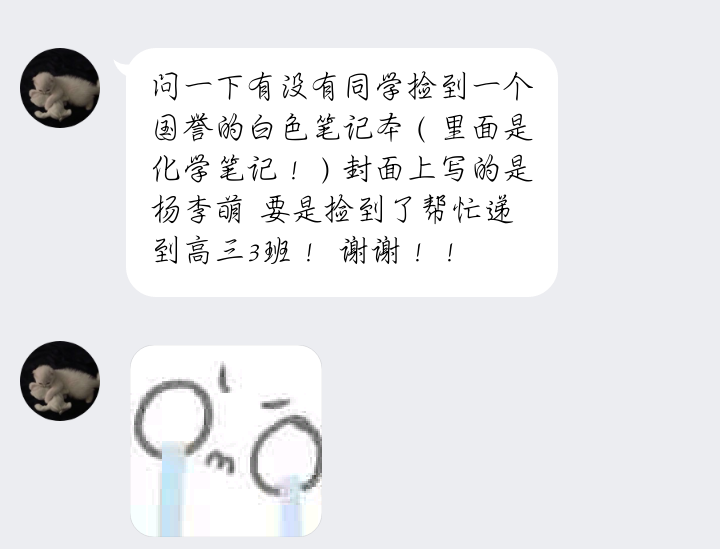 问一下有没有同学捡到一个
国誉的白色笔记本（里面是
化学笔记！）封面上写的是
杨李萌 要是捡到了帮忙递
到高三3班！ 谢谢！！